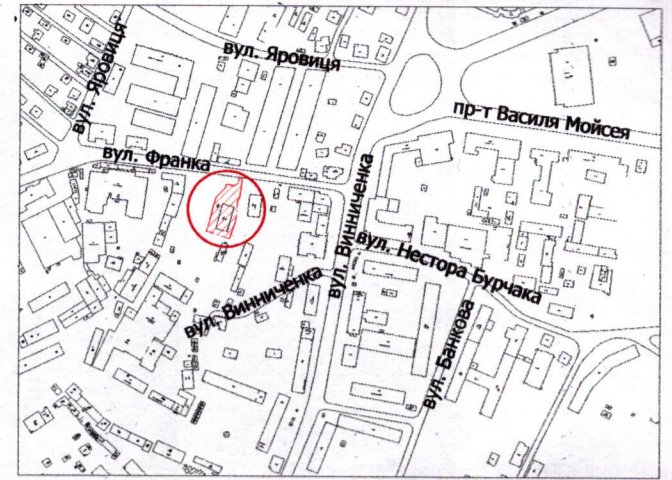 вул. Яровиця
вул. Яровиця
пр-т Василя Мойсея
вул. Франка
вул. Винниченка
вул. Нестора Бурчака
вул. Винниченка
вул. Банкова